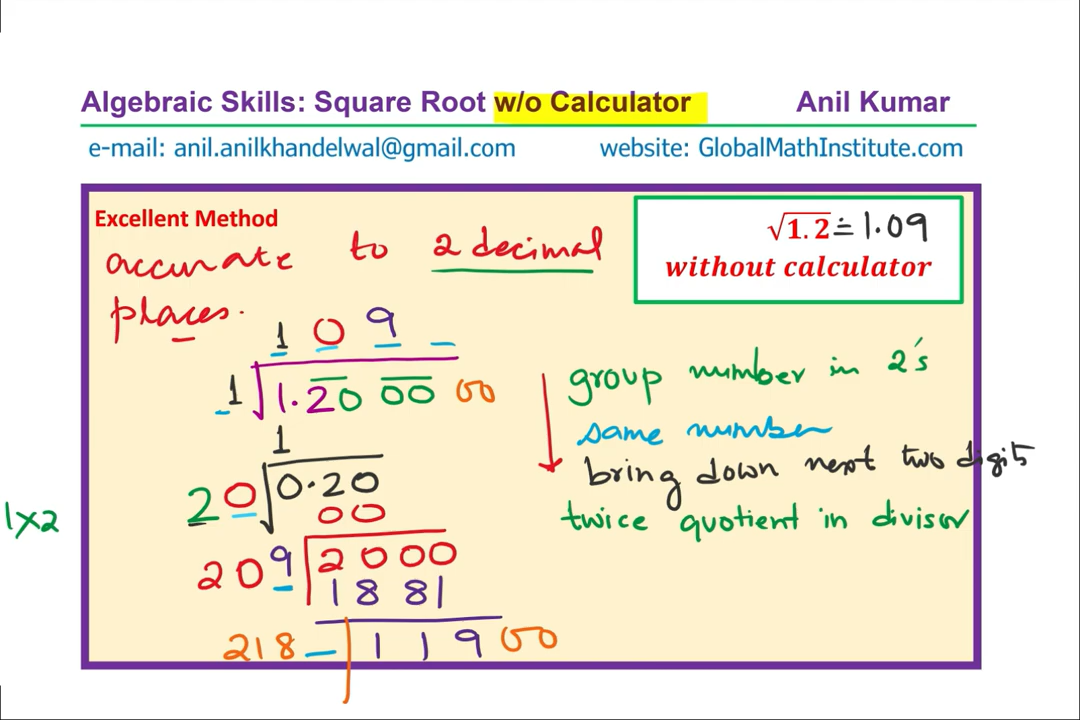 Algebraic Skills: Square Root w/o Calculator Anil Kumar
e-mail: anil.anilkhandelwal@gmail.com website: GlobalMathInstitute.com
Excellent Method
√1.2 ≐ 1.09
without calculator
accurate to 2 decimal
places.
1 0 9 _
1 √1.20 00 00
1
20 0.20
00
1×2
209 2000
1881
218_ 11900
group number in 2's
same number
bring down next two digits
twice quotient in divisor